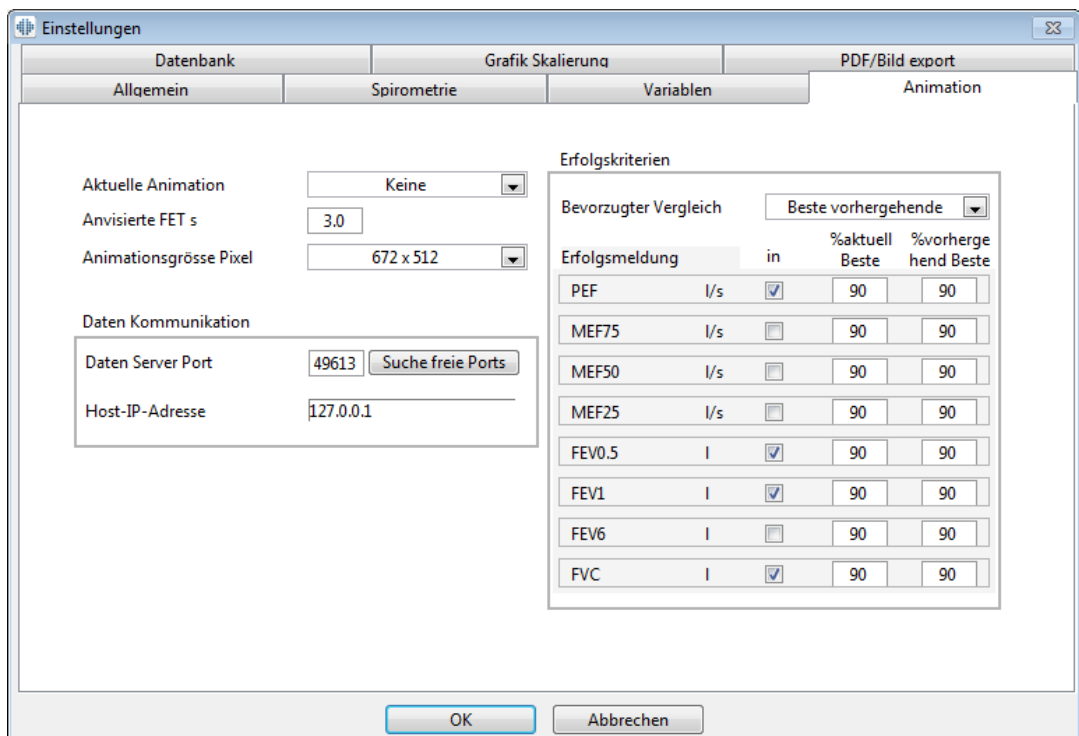 Einstellungen
Datenbank Grafik Skalierung PDF/Bild export
Allgemein Spirometrie Variablen Animation
Aktuelle Animation Keine
Anvisierte FET s 3.0
Animationsgrösse Pixel 672 x 512
Daten Kommunikation
Daten Server Port 49613 Suche freie Ports
Host-IP-Adresse 127.0.0.1
Erfolgskriterien
Bevorzugter Vergleich Beste vorhergehende
%aktuell %vorherge
Erfolgsmeldung in Beste hend Beste
PEF l/s 90 90
MEF75 l/s 90 90
MEF50 l/s 90 90
MEF25 l/s 90 90
FEV0.5 l 90 90
FEV1 l 90 90
FEV6 l 90 90
FVC l 90 90
OK Abbrechen